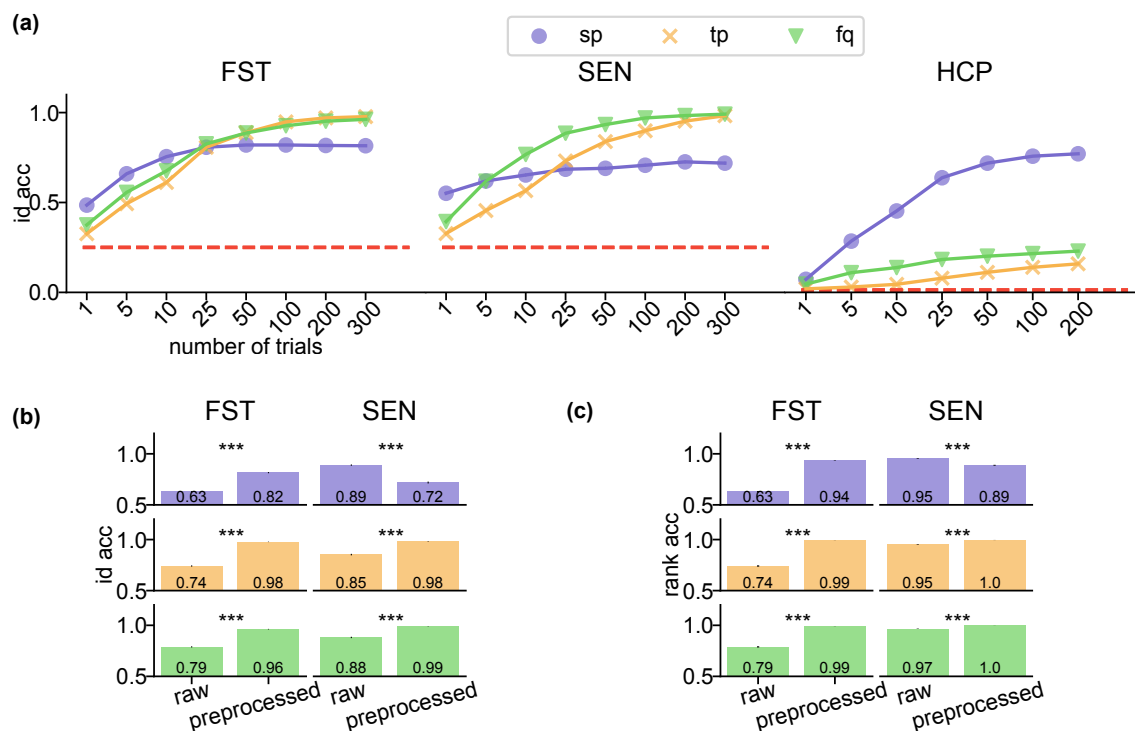 (a)
sp tp fq
FST SEN HCP
1.0
0.5
0.0
id acc
1 5 10 25 50 100 200 300
1 5 10 25 50 100 200 300
1 5 10 25 50 100 200
number of trials
(b)
FST SEN
*** ***
1.0
0.5
0.63 0.82 0.89 0.72
*** ***
1.0
0.5
id acc
0.74 0.98 0.85 0.98
*** ***
1.0
0.5
0.79 0.96 0.88 0.99
raw preprocessed raw preprocessed
(c)
FST SEN
*** ***
1.0
0.5
0.63 0.94 0.95 0.89
*** ***
1.0
0.5
rank acc
0.74 0.99 0.95 1.0
*** ***
1.0
0.5
0.79 0.99 0.97 1.0
raw preprocessed raw preprocessed